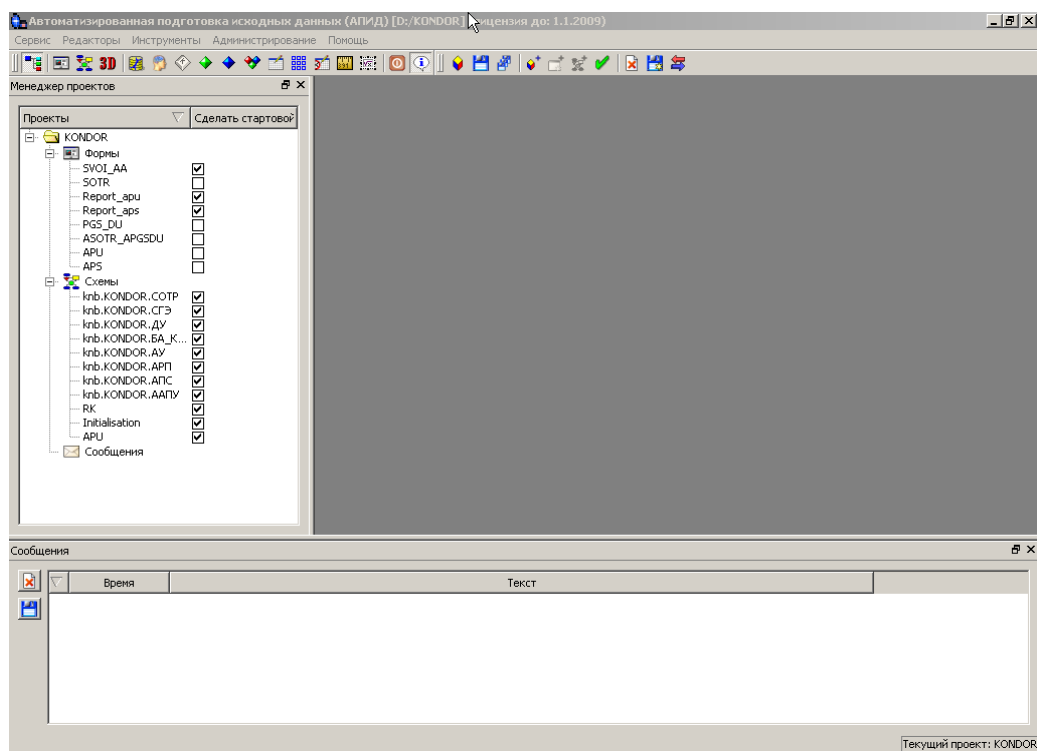 Автоматизированная подготовка исходных данных (АПИД) [D:/KONDOR] лицензия до: 1.1.2009)
Сервис Редакторы Инструменты Администрирование Помощь
3D
Менеджер проектов
Проекты Сделать стартовой
KONDOR
Формы
SVOI_AA
SOTR
Report_apu
Report_aps
PGS_DU
ASOTR_APGSDU
APU
APS
Схемы
knb.KONDOR.СОТР
knb.KONDOR.СГЭ
knb.KONDOR.ДУ
knb.KONDOR.БА_К...
knb.KONDOR.АУ
knb.KONDOR.АРП
knb.KONDOR.АПС
knb.KONDOR.ААПУ
RK
Initialisation
APU
Сообщения
Сообщения
Время Текст
Текущий проект: KONDOR